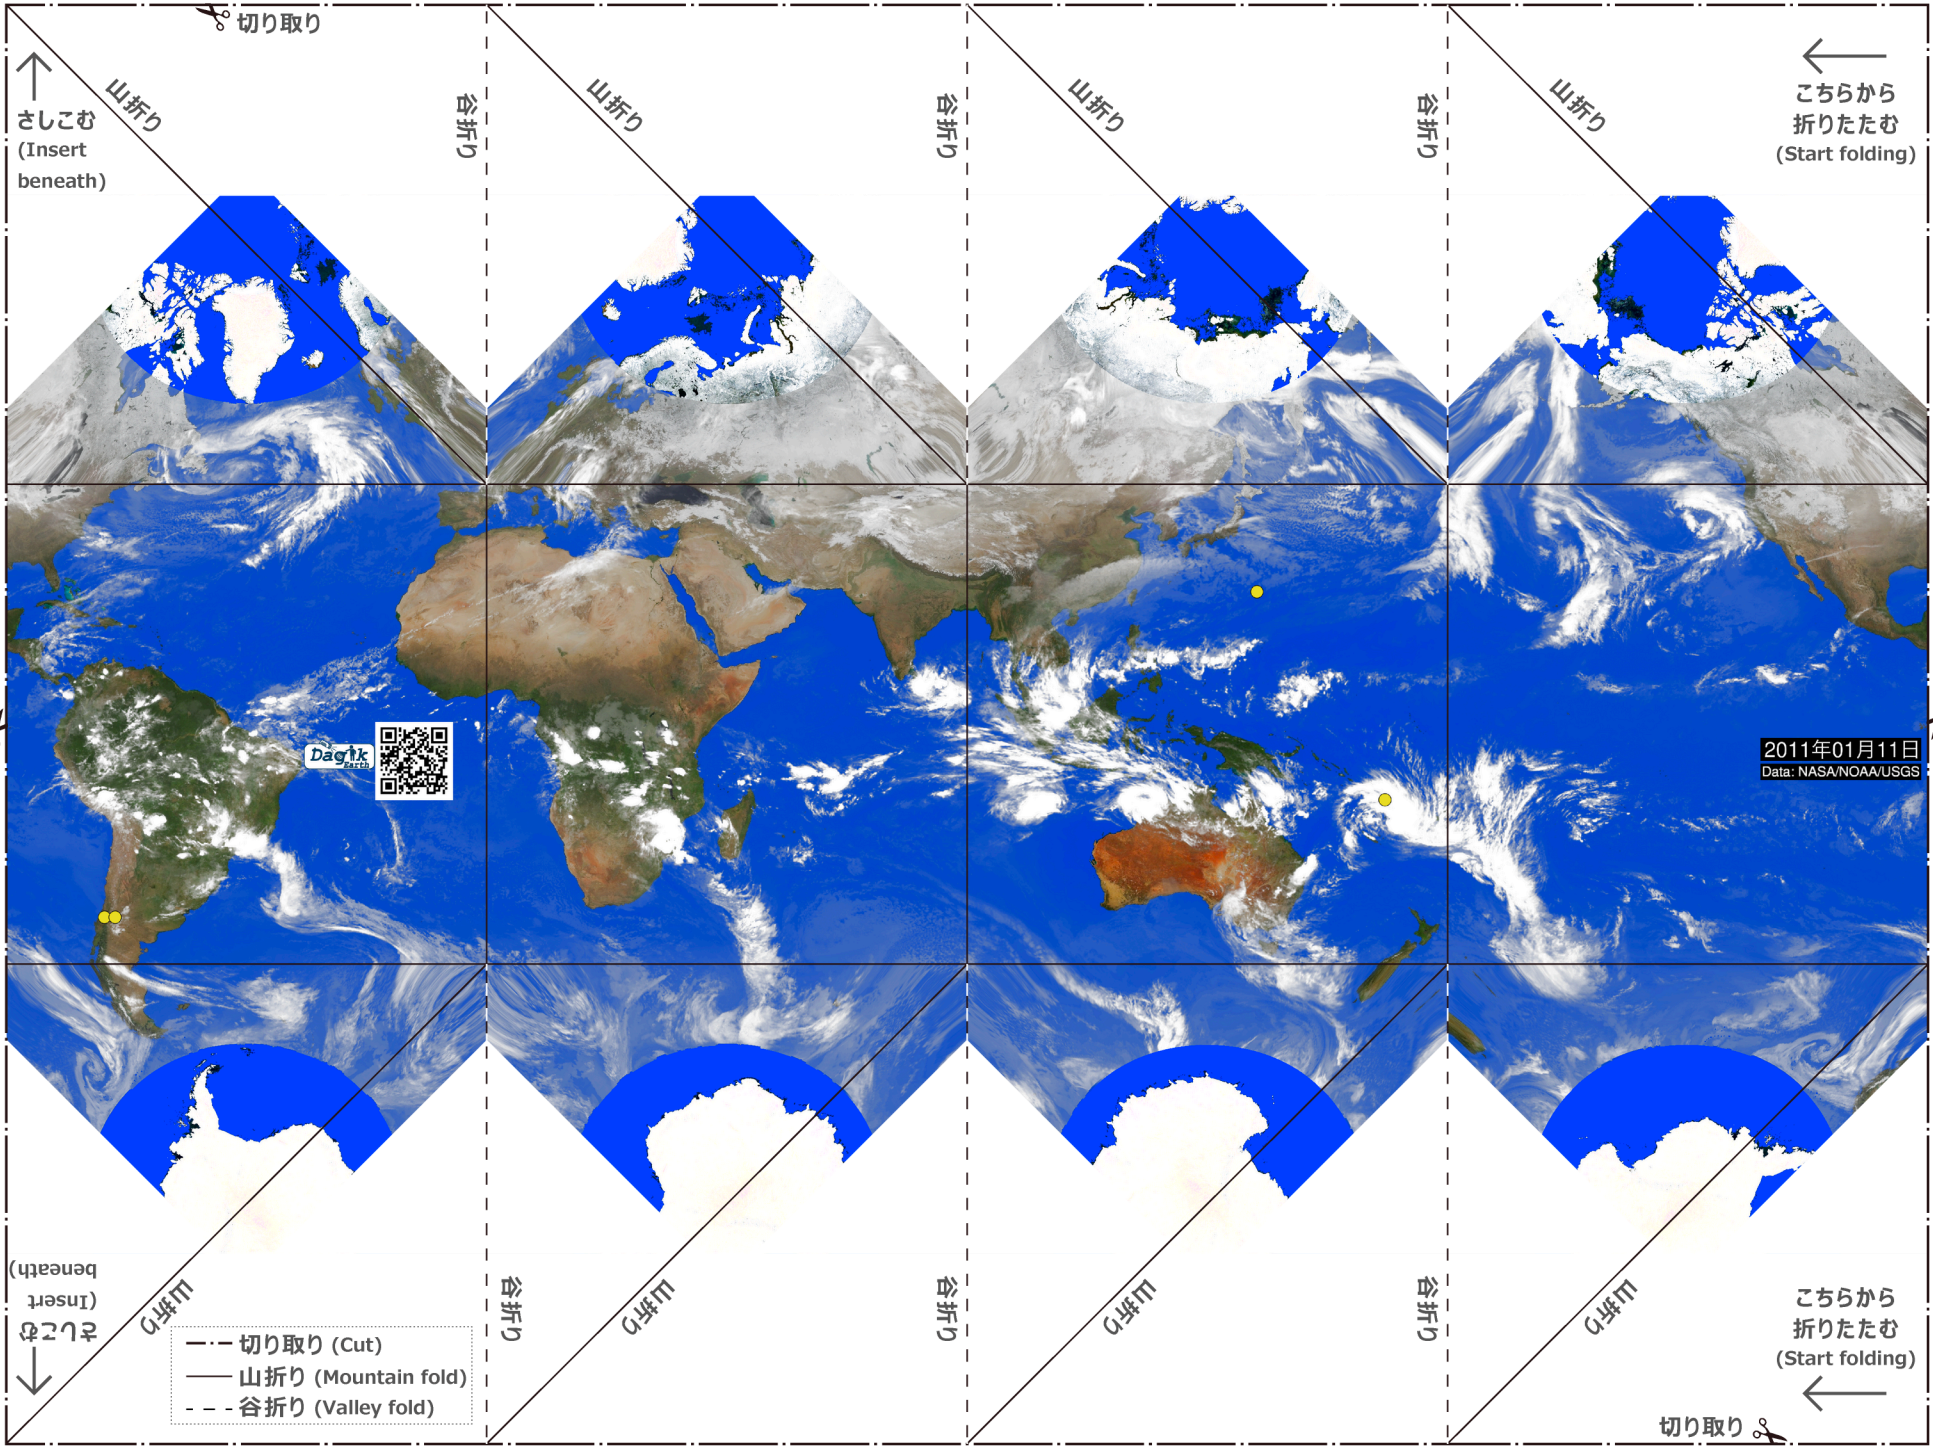 切り取り
山折り
谷折り
山折り
谷折り
山折り
谷折り
山折り
こちらから
折りたたむ
(Start folding)
さしこむ
(Insert
beneath)
Dagik
Earth
2011年01月11日
Data: NASA/NOAA/USGS
さしこむ
(Insert
beneath)
山折り
谷折り
山折り
谷折り
山折り
谷折り
山折り
こちらから
折りたたむ
(Start folding)
切り取り (Cut)
山折り (Mountain fold)
谷折り (Valley fold)
切り取り